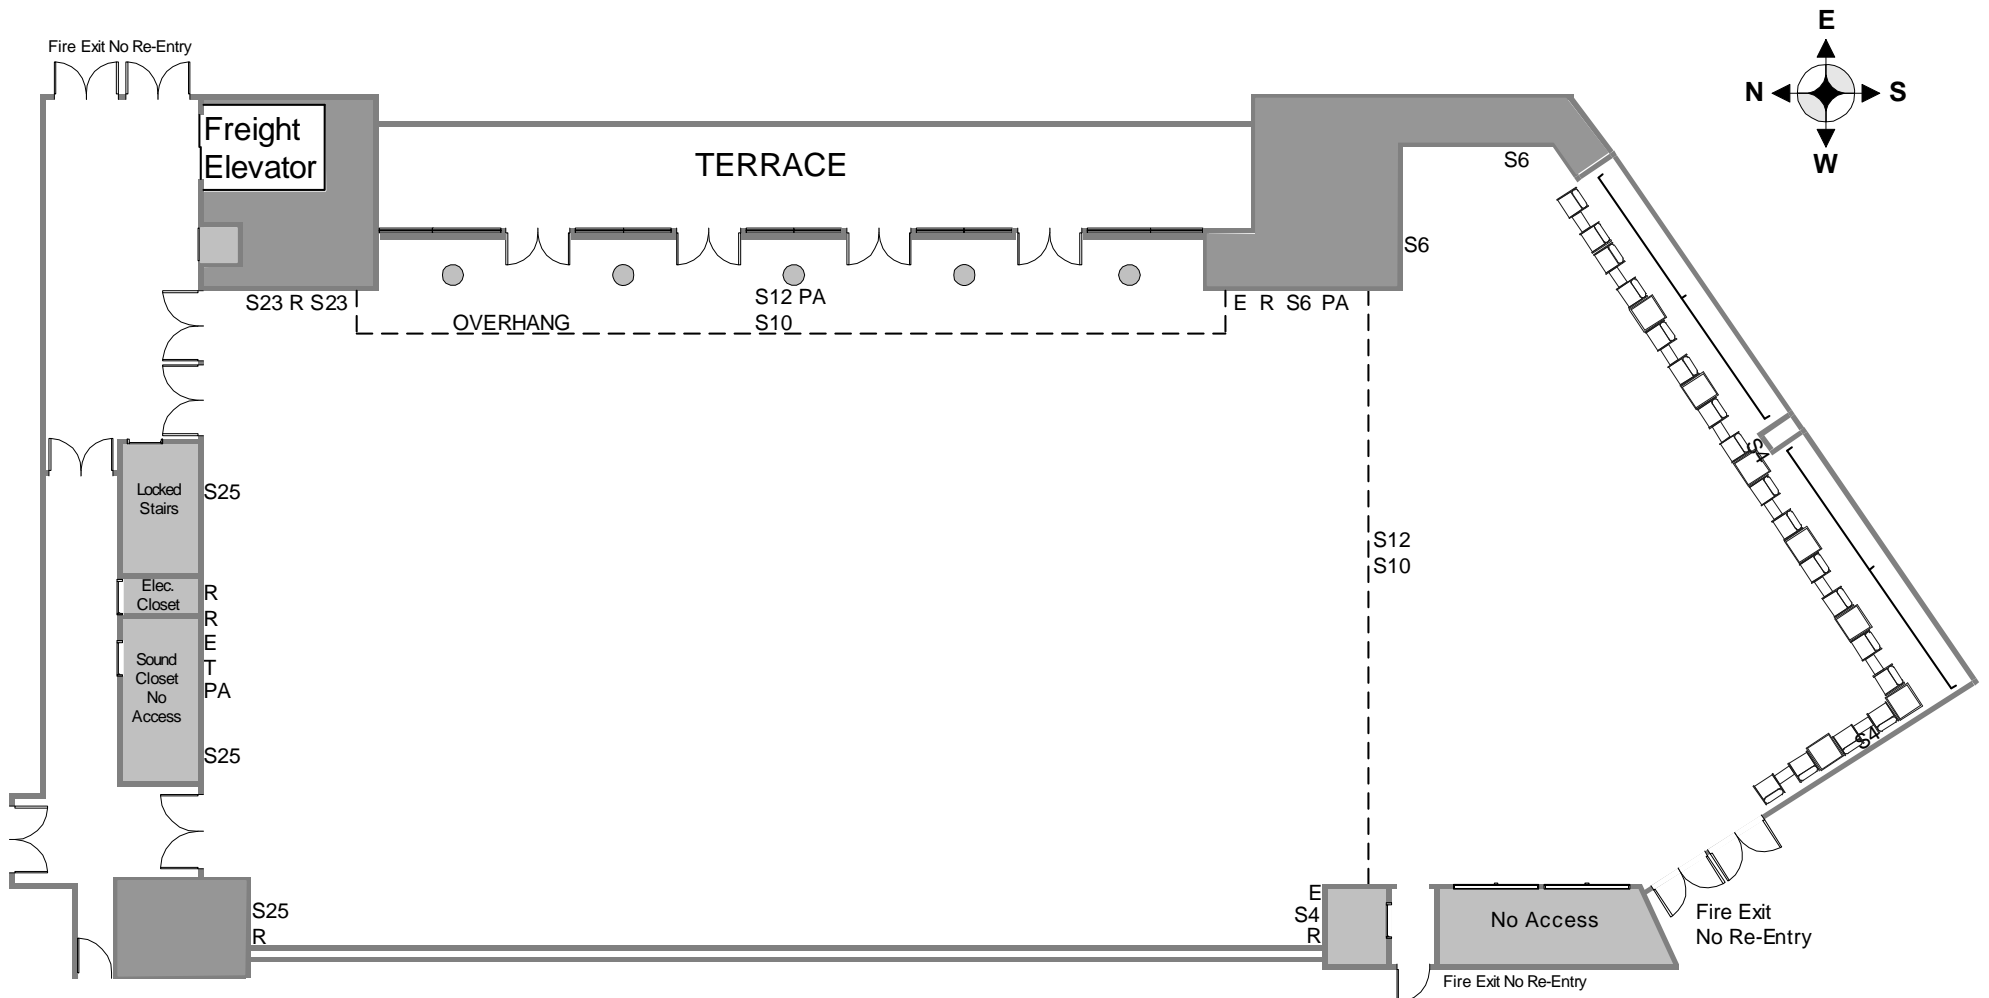 E
Fire Exit No Re-Entry
N
S
W
Freight
Elevator
TERRACE
S6
S6
S23 R S23
OVERHANG
S12 PA
S10
E R S6 PA
S4
Locked
Stairs
S25
S12
S10
Elec.
Closet
R
R
E
T
PA
Sound
Closet
No
Access
S25
S4
S25
R
E
S4
R
No Access
Fire Exit
No Re-Entry
Fire Exit No Re-Entry